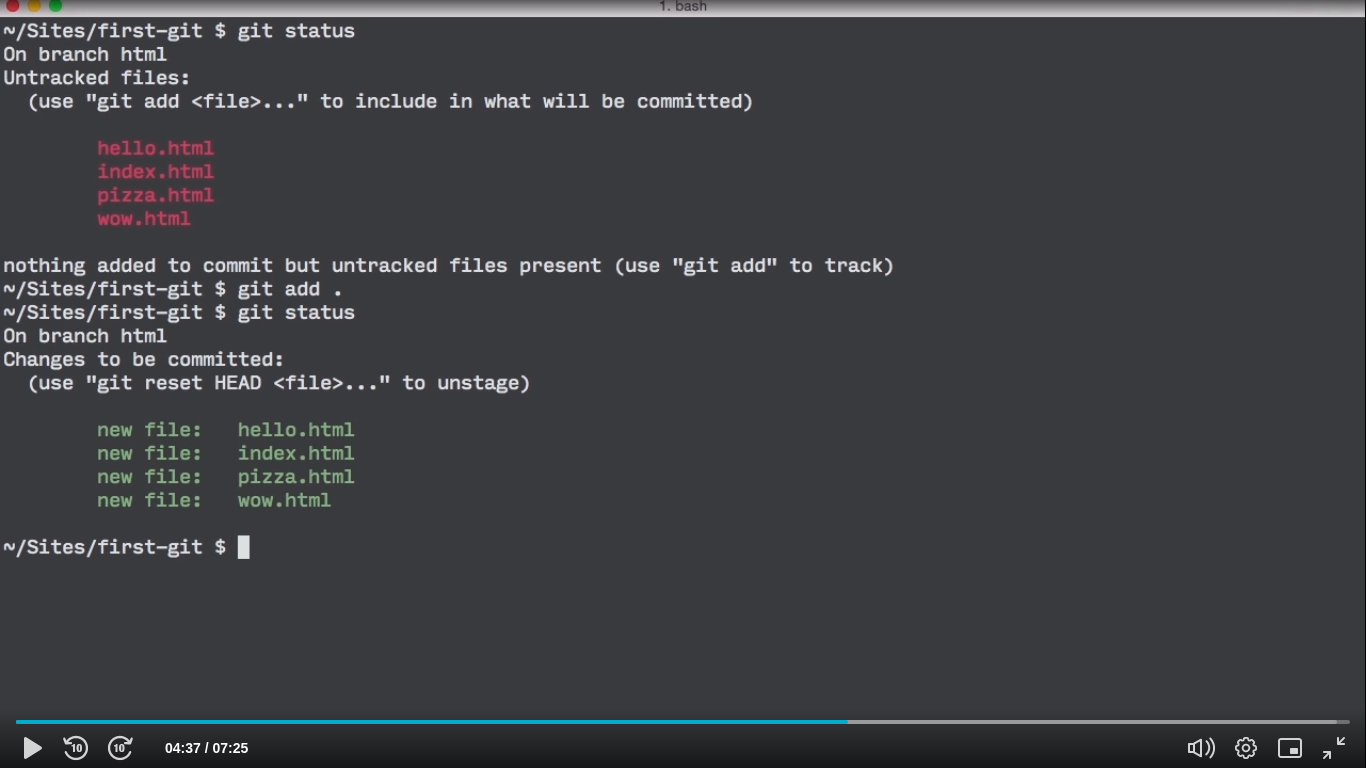 1. bash
~/Sites/first-git $ git status
On branch html
Untracked files:
  (use "git add <file>..." to include in what will be committed)
        hello.html
        index.html
        pizza.html
        wow.html
nothing added to commit but untracked files present (use "git add" to track)
~/Sites/first-git $ git add .
~/Sites/first-git $ git status
On branch html
Changes to be committed:
  (use "git reset HEAD <file>..." to unstage)
        new file:   hello.html
        new file:   index.html
        new file:   pizza.html
        new file:   wow.html
~/Sites/first-git $
10 10 04:37 / 07:25